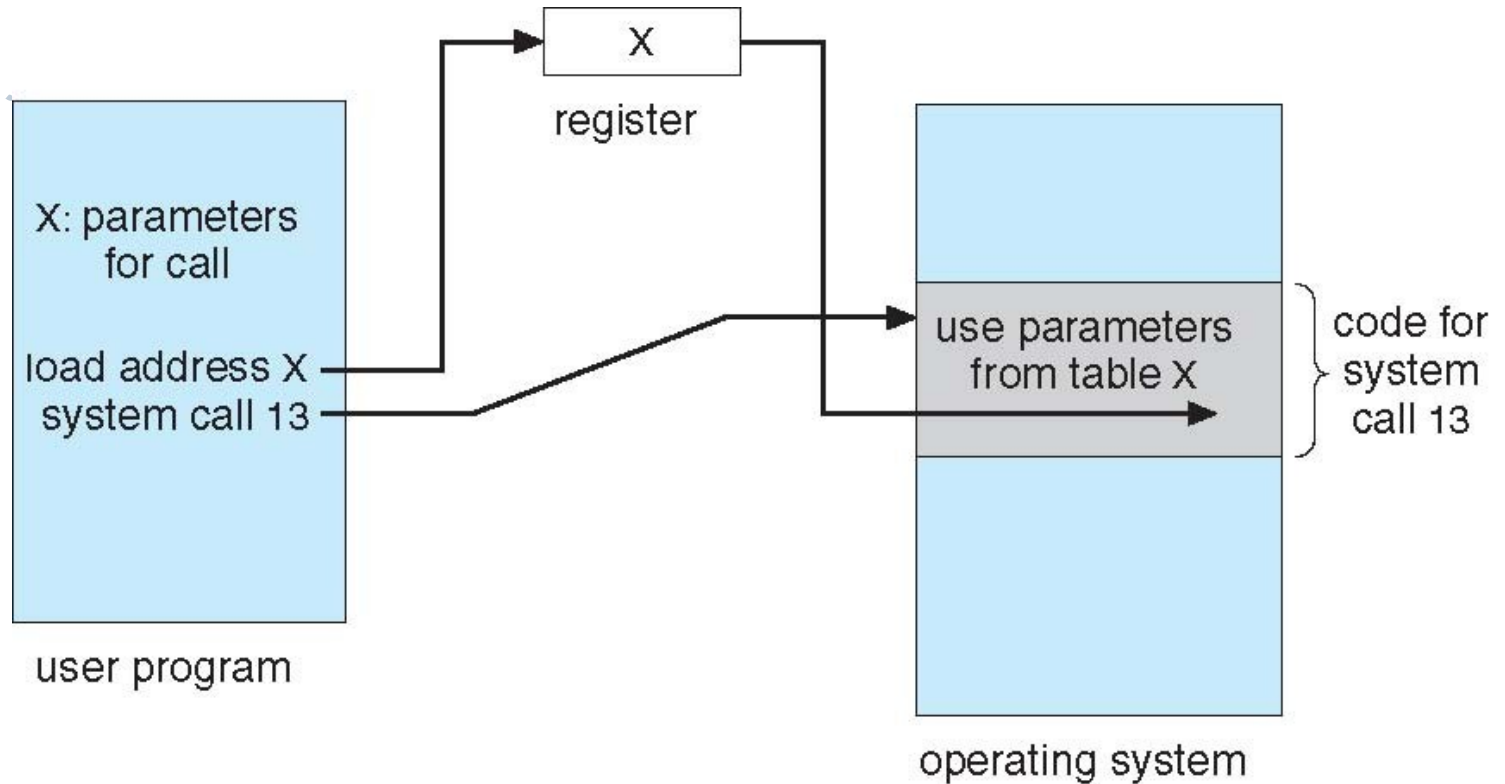 X
register
X: parameters
for call
load address X
system call 13
user program
use parameters
from table X
code for
system
call 13
operating system